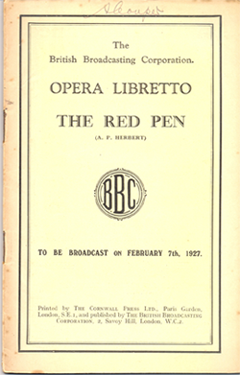 The
British Broadcasting Corporation.
OPERA LIBRETTO
THE RED PEN
(A. P. HERBERT)
BBC
TO BE BROADCAST ON FEBRUARY 7th, 1927.
Printed by THE CORNWALL PRESS LTD., Paris Garden,
London, S.E.1, and published by THE BRITISH BROADCASTING
CORPORATION, 2, Savoy Hill, London, W.C.2.